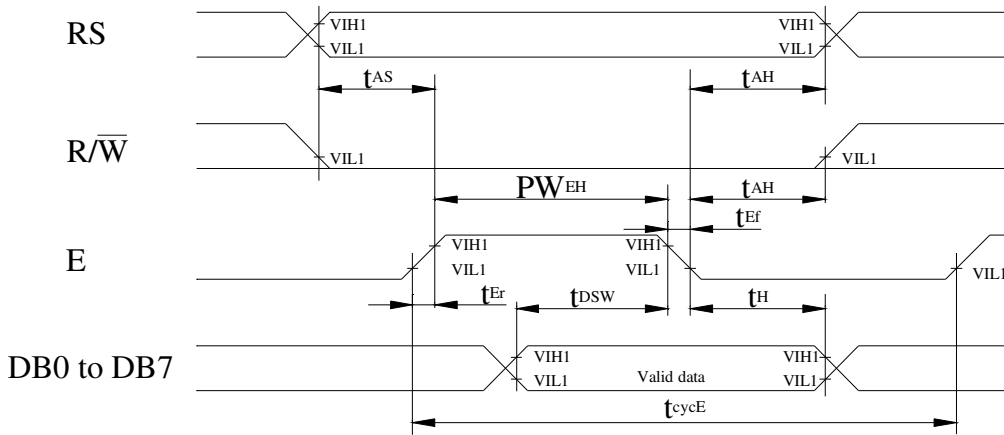 RS
VIH1
VIL1
VIH1
VIL1
tAS
tAH
R/W̅
VIL1
VIL1
PWEH
tAH
tEf
E
VIH1
VIL1
VIH1
VIL1
VIL1
tEr
tDSW
tH
DB0 to DB7
VIH1
VIL1
Valid data
VIH1
VIL1
tcycE